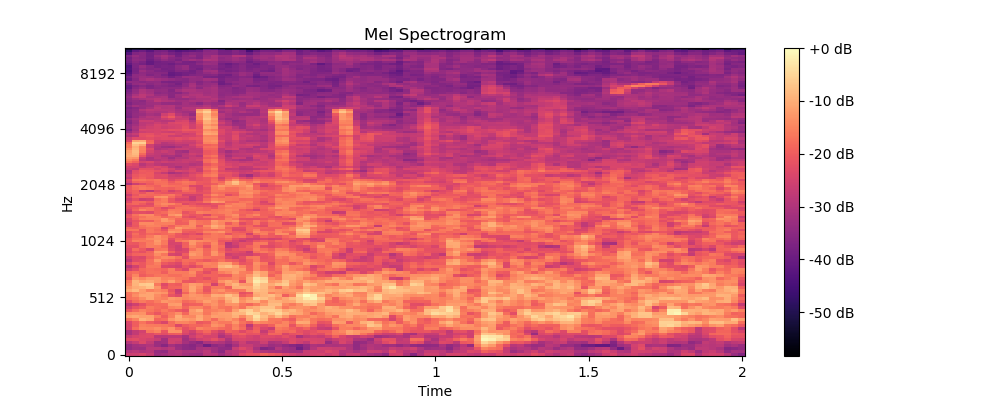 Mel Spectrogram
Hz
8192
4096
2048
1024
512
0
0 0.5 1 1.5 2
Time
+0 dB
-10 dB
-20 dB
-30 dB
-40 dB
-50 dB